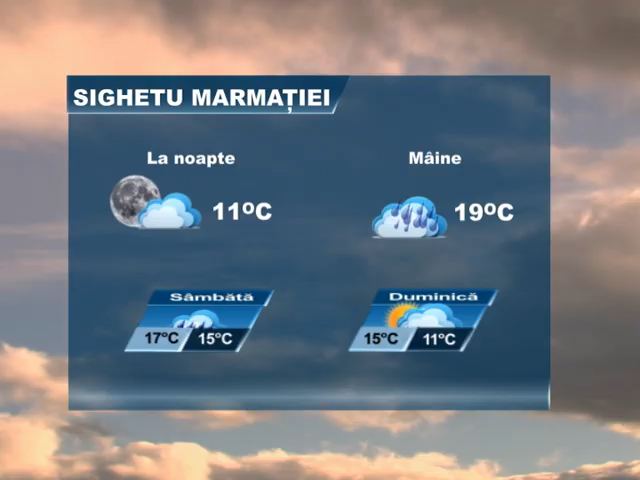 SIGHETU MARMAȚIEI
La noapte
Mâine
11ºC
19ºC
Sâmbătă
Duminică
17ºC
15ºC
15ºC
11ºC